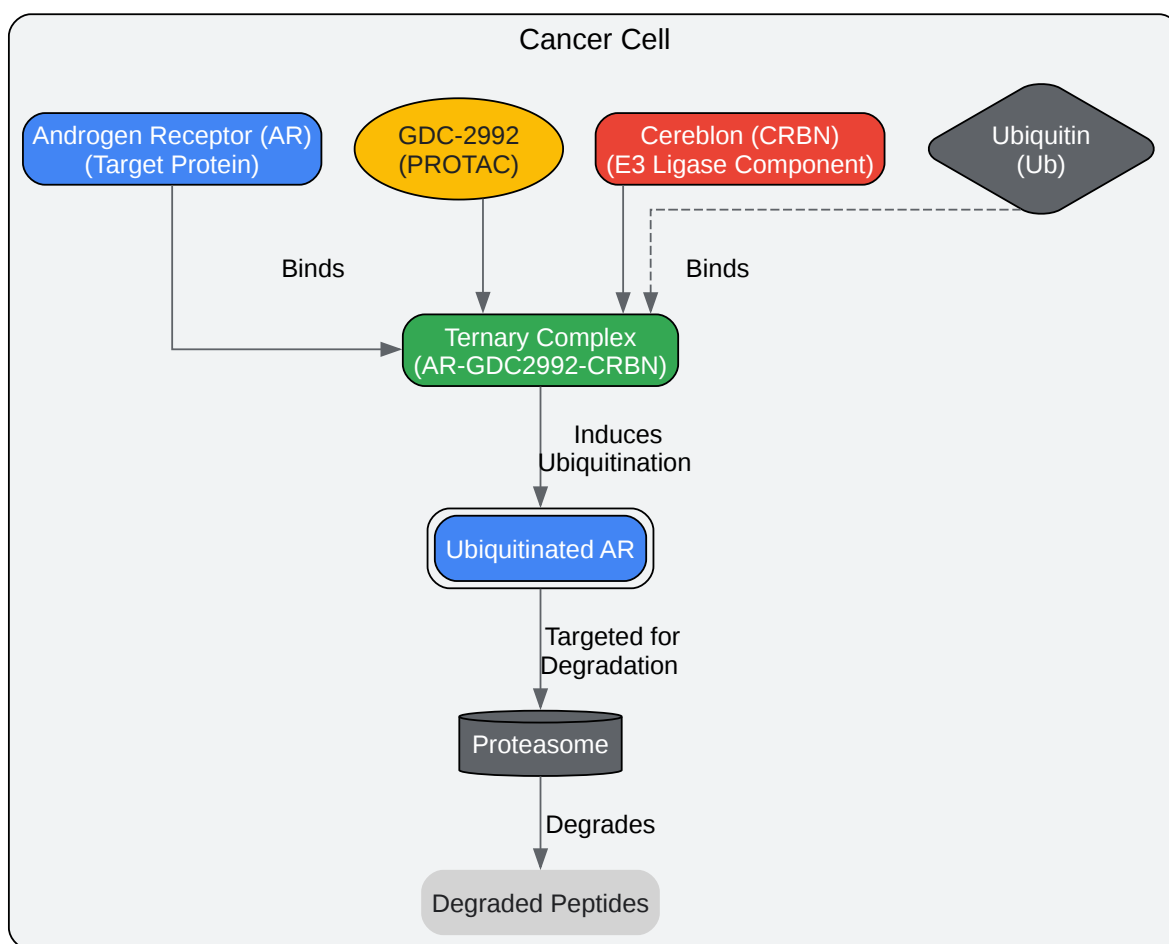 Cancer Cell
Androgen Receptor (AR)
(Target Protein)
GDC-2992
(PROTAC)
Cereblon (CRBN)
(E3 Ligase Component)
Ubiquitin
(Ub)
Binds
Binds
Ternary Complex
(AR-GDC2992-CRBN)
Induces
Ubiquitination
Ubiquitinated AR
Targeted for
Degradation
Proteasome
Degrades
Degraded Peptides